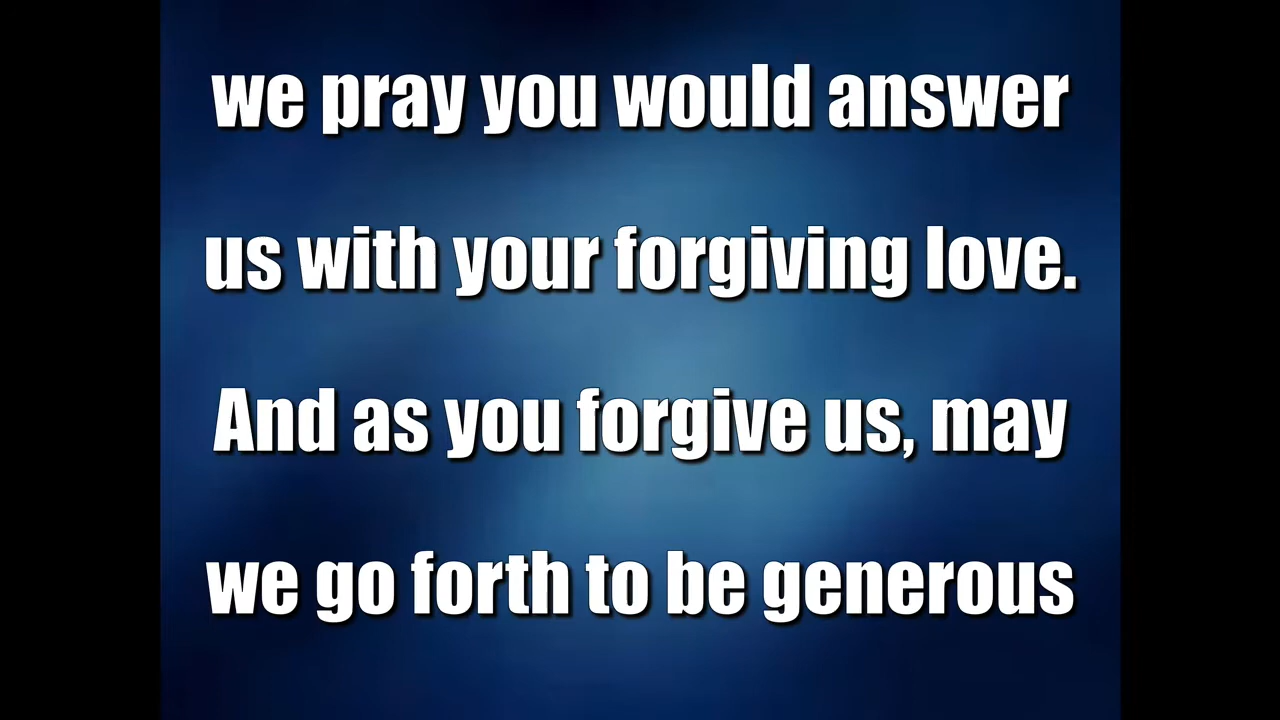 we pray you would answer
us with your forgiving love.
And as you forgive us, may
we go forth to be generous